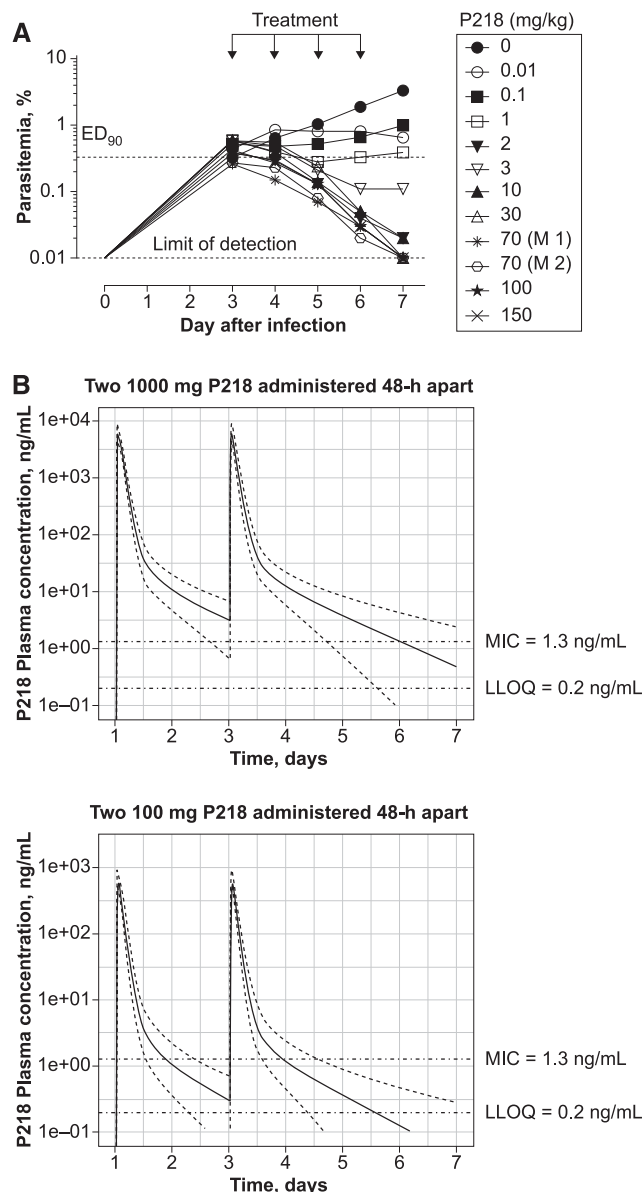 A
Treatment
P218 (mg/kg)
0
0.01
0.1
1
2
3
10
30
70 (M 1)
70 (M 2)
100
150
Parasitemia, %
10
1
0.1
0.01
ED90
Limit of detection
0 1 2 3 4 5 6 7
Day after infection
B
Two 1000 mg P218 administered 48-h apart
P218 Plasma concentration, ng/mL
1e+04
1e+03
1e+02
1e+01
1e+00
1e–01
MIC = 1.3 ng/mL
LLOQ = 0.2 ng/mL
1 2 3 4 5 6 7
Time, days
Two 100 mg P218 administered 48-h apart
P218 Plasma concentration, ng/mL
1e+03
1e+02
1e+01
1e+00
1e–01
MIC = 1.3 ng/mL
LLOQ = 0.2 ng/mL
1 2 3 4 5 6 7
Time, days